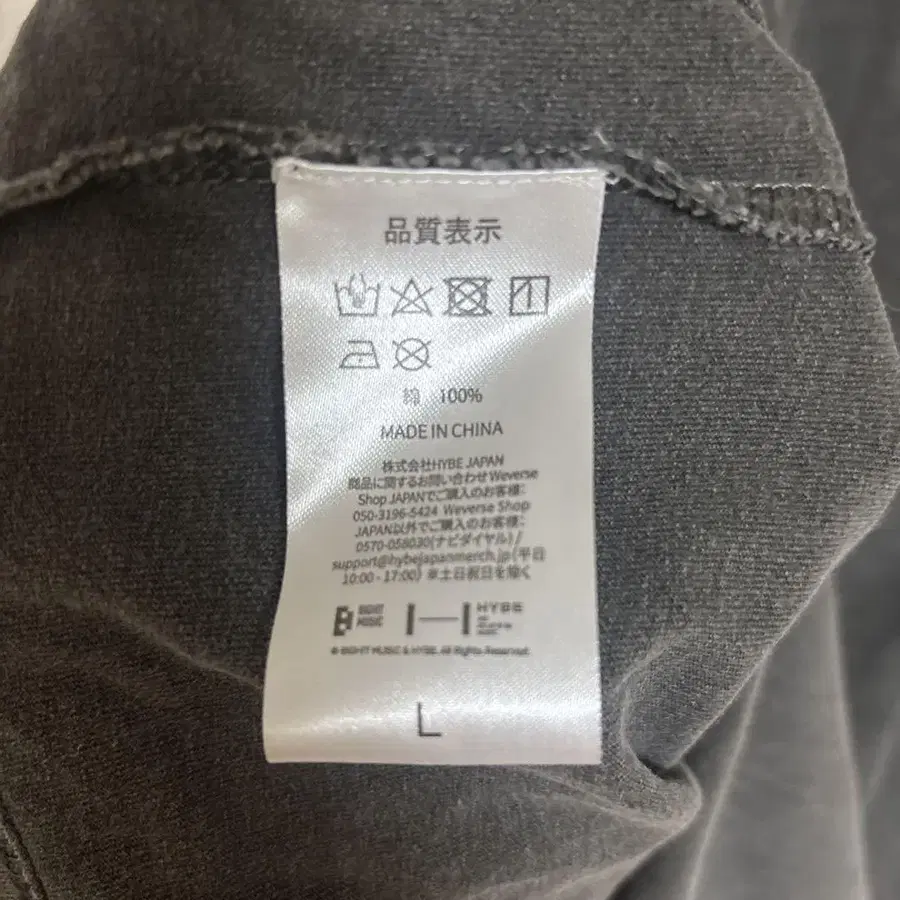 品質表示
綿 100%
MADE IN CHINA
株式会社HYBE JAPAN
商品に関するお問い合わせ Weverse
Shop JAPANでご購入のお客様:
050-3196-5424 Weverse Shop
JAPAN以外でご購入のお客様:
0570-058030(ナビダイヤル) /
support@hybejapanmerch.jp (平日
10:00 - 17:00) ※土日祝日を除く
BIGHIT
MUSIC
HYBE
© BIGHIT MUSIC & HYBE. All Rights Reserved.
L